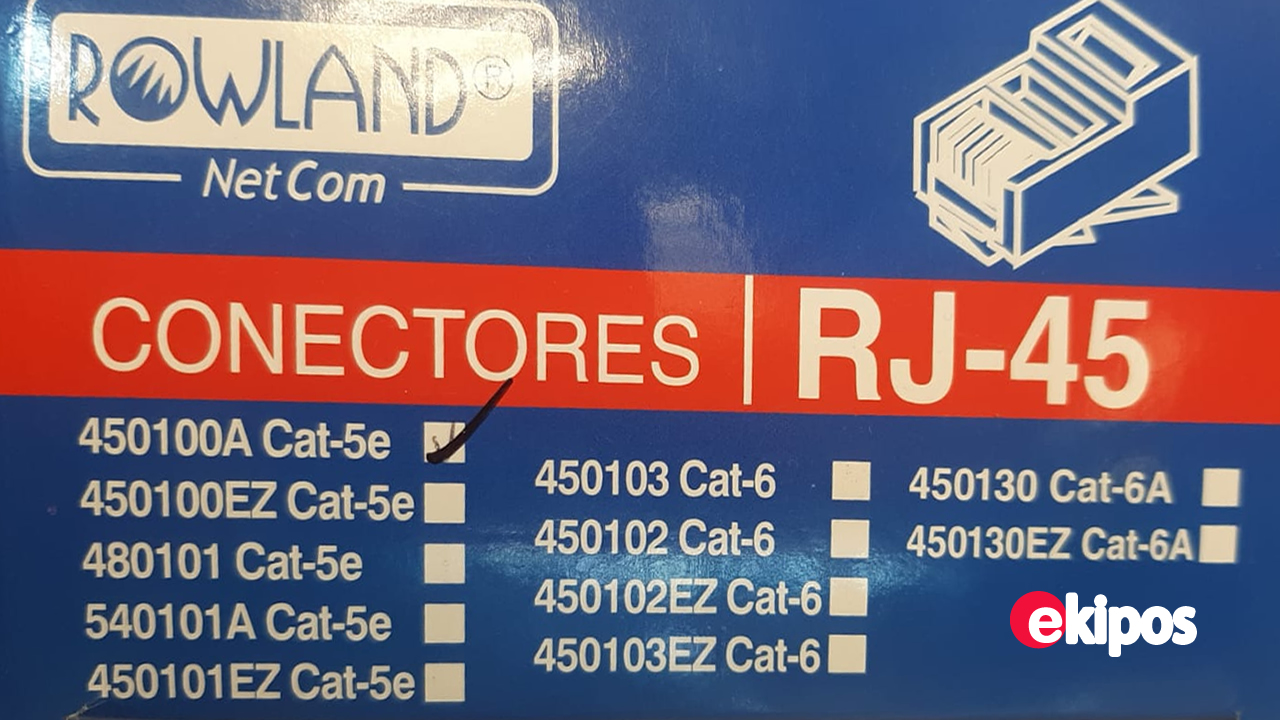 ROWLAND®
NetCom
CONECTORES | RJ-45
450100A Cat-5e
450100EZ Cat-5e
480101 Cat-5e
540101A Cat-5e
450101EZ Cat-5e
450103 Cat-6
450102 Cat-6
450102EZ Cat-6
450103EZ Cat-6
450130 Cat-6A
450130EZ Cat-6A
ekipos